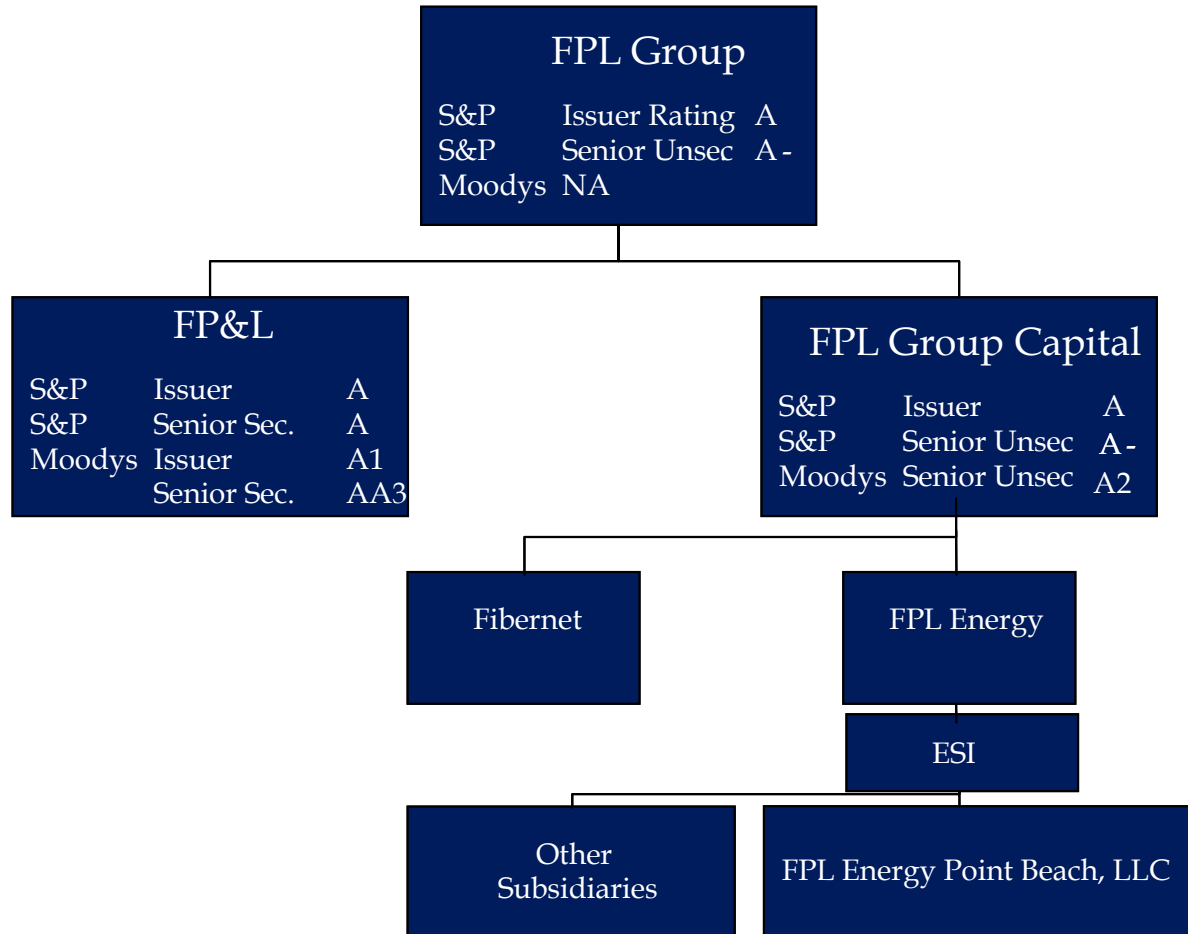 FPL Group
S&P Issuer Rating A
S&P Senior Unsec A -
Moodys NA
FP&L
S&P Issuer A
S&P Senior Sec. A
Moodys Issuer A1
Senior Sec. AA3
FPL Group Capital
S&P Issuer A
S&P Senior Unsec A -
Moodys Senior Unsec A2
Fibernet
FPL Energy
ESI
Other
Subsidiaries
FPL Energy Point Beach, LLC